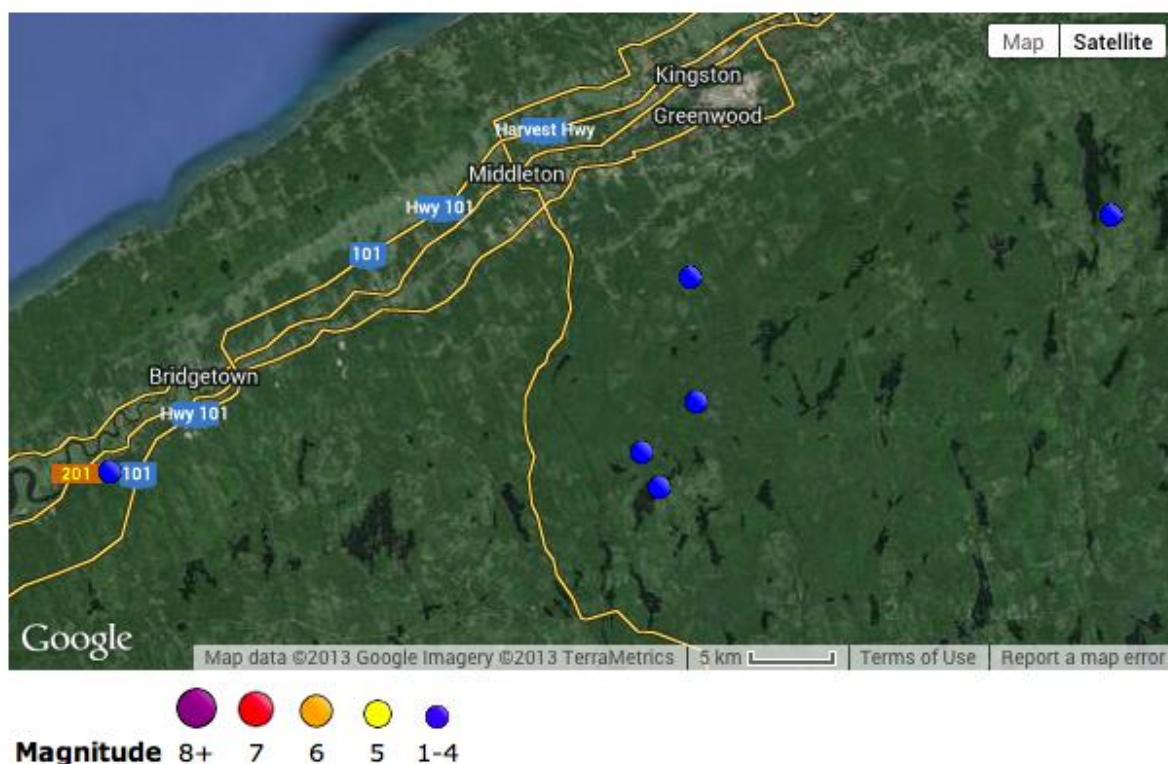 Map Satellite
Kingston
Greenwood
Harvest Hwy
Middleton
Hwy 101
101
Bridgetown
Hwy 101
201 101
Google
Map data ©2013 Google Imagery ©2013 TerraMetrics 5 km Terms of Use Report a map error
Magnitude 8+ 7 6 5 1-4